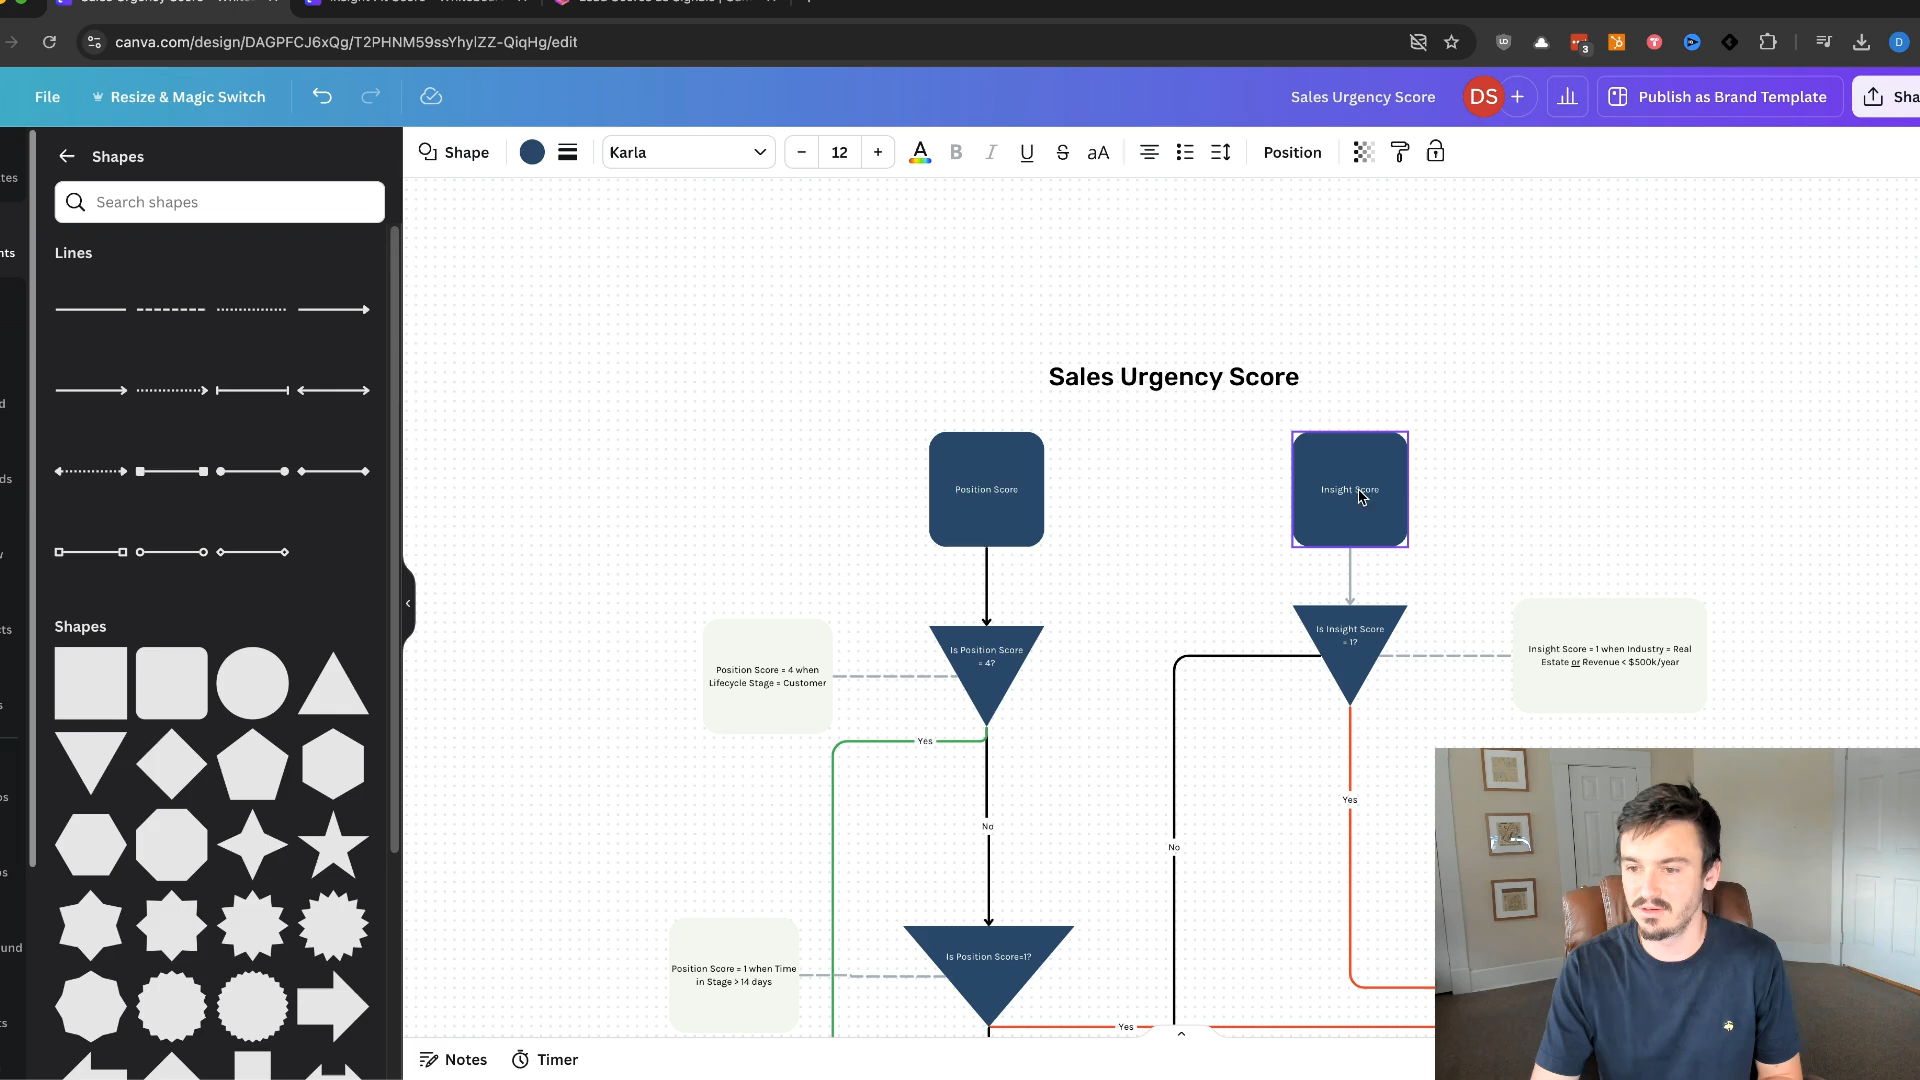 canva.com/design/DAGPFCJ6xQg/T2PHNM59ssYhylZZ-QiqHg/edit
3
D
File
Resize & Magic Switch
Sales Urgency Score
DS
Publish as Brand Template
Sha
Shapes
Shape
Karla
12
aA
Position
tes
Search shapes
nts
Lines
Sales Urgency Score
Position Score
Insight Score
Shapes
Is Insight Score
= 1?
Insight Score = 1 when Industry = Real
Estate or Revenue < $500k/year
Is Position Score
= 4?
Position Score = 4 when
Lifecycle Stage = Customer
Yes
Yes
No
No
Is Position Score=1?
Position Score = 1 when Time
in Stage > 14 days
Yes
Notes
Timer